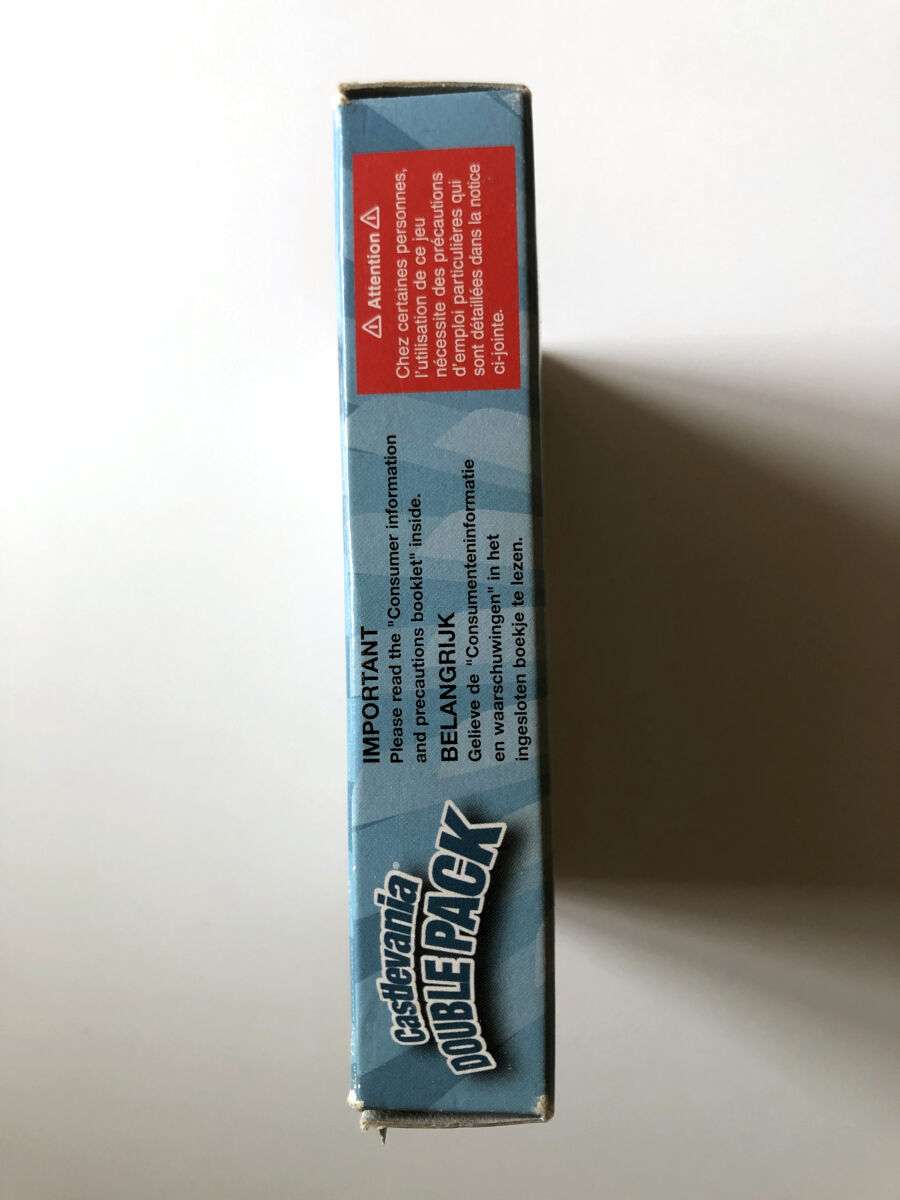 Castlevania®
DOUBLE PACK
IMPORTANT
Please read the "Consumer information
and precautions booklet" inside.
BELANGRIJK
Gelieve de "Consumenteninformatie
en waarschuwingen" in het
ingesloten boekje te lezen.
⚠ Attention ⚠
Chez certaines personnes,
l'utilisation de ce jeu
nécessite des précautions
d'emploi particulières qui
sont détaillées dans la notice
ci-jointe.